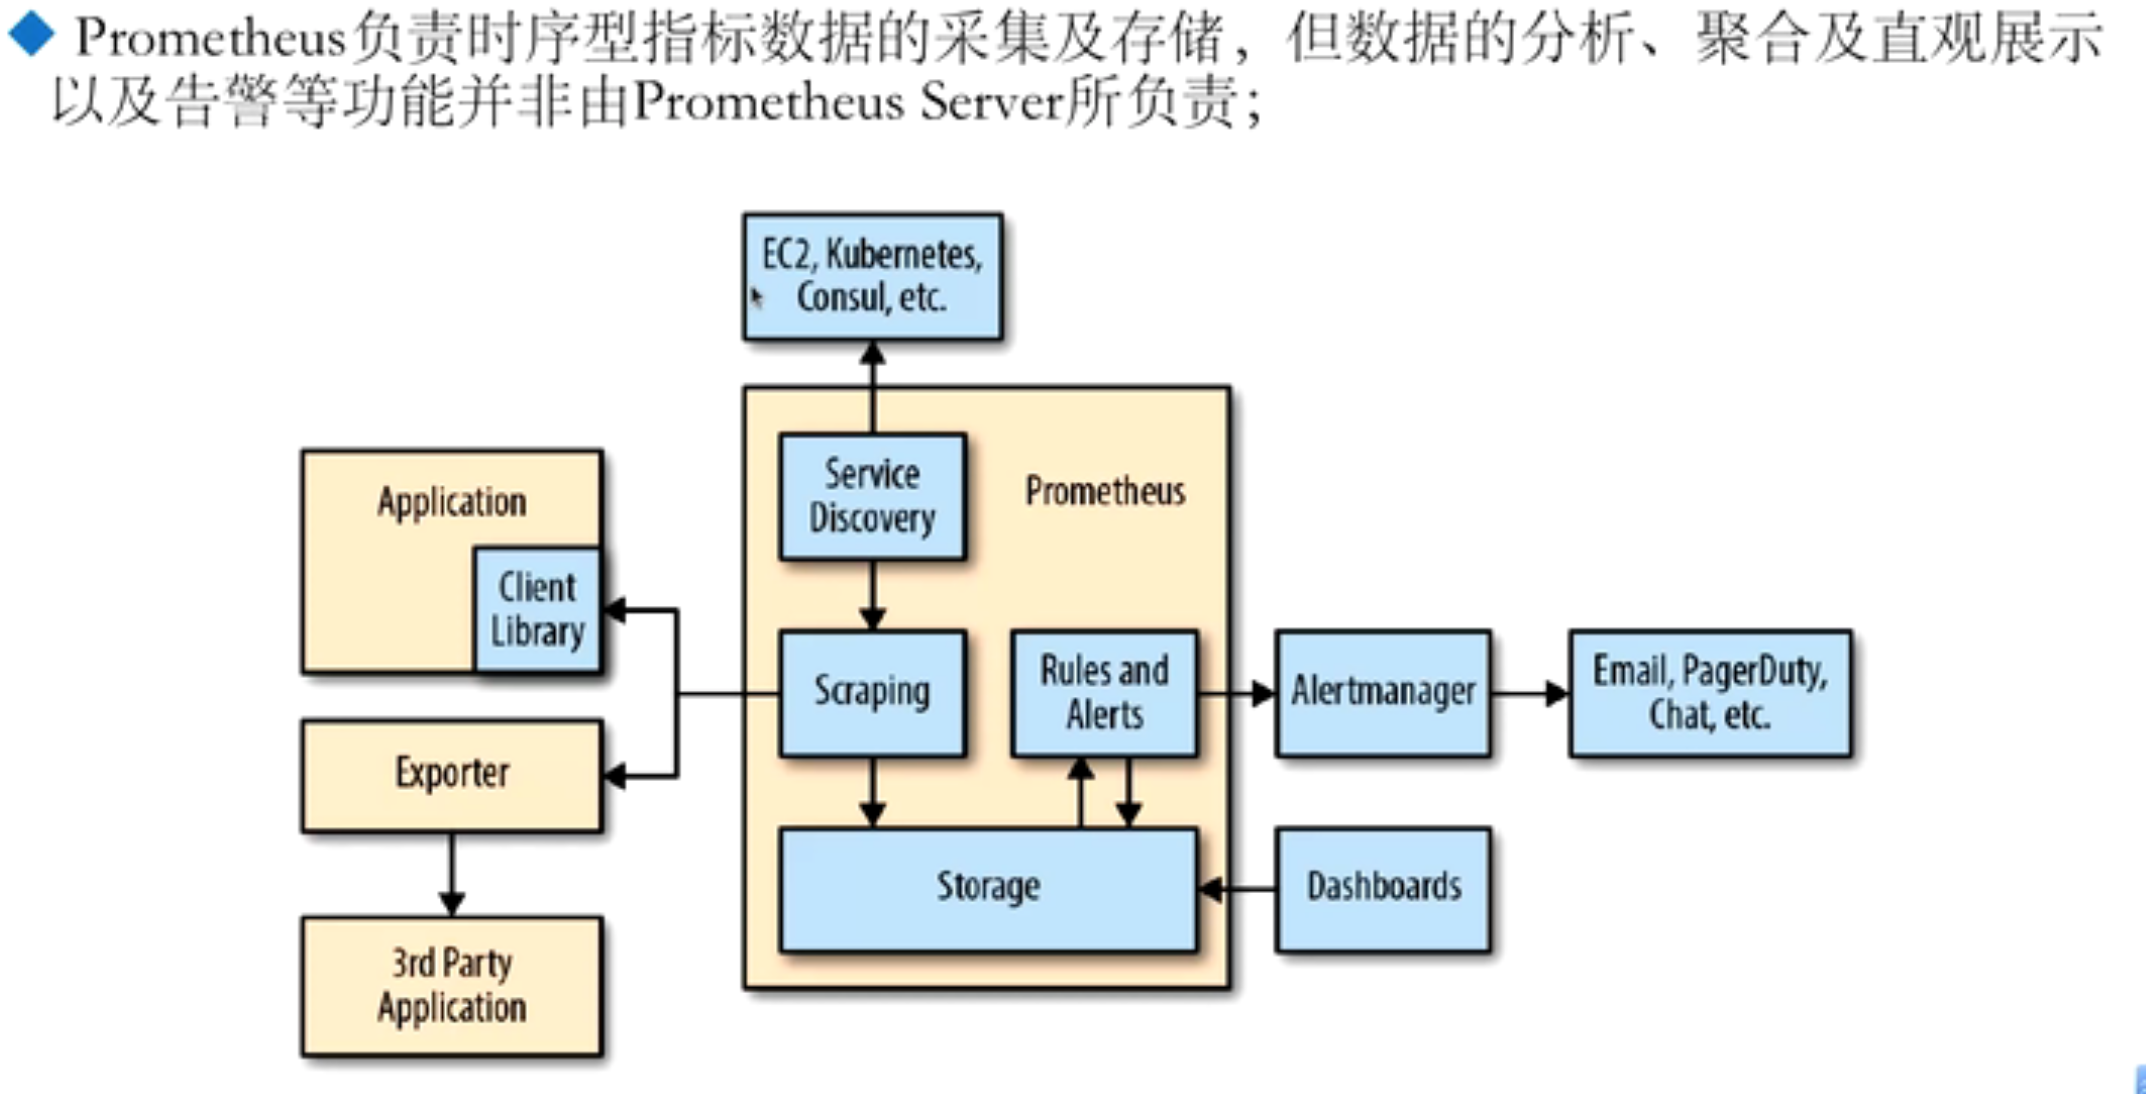 Prometheus负责时序型指标数据的采集及存储，但数据的分析、聚合及直观展示
以及告警等功能并非由Prometheus Server所负责；
EC2, Kubernetes,
Consul, etc.
Service
Discovery
Prometheus
Application
Client
Library
Scraping
Rules and
Alerts
Alertmanager
Email, PagerDuty,
Chat, etc.
Exporter
Storage
Dashboards
3rd Party
Application